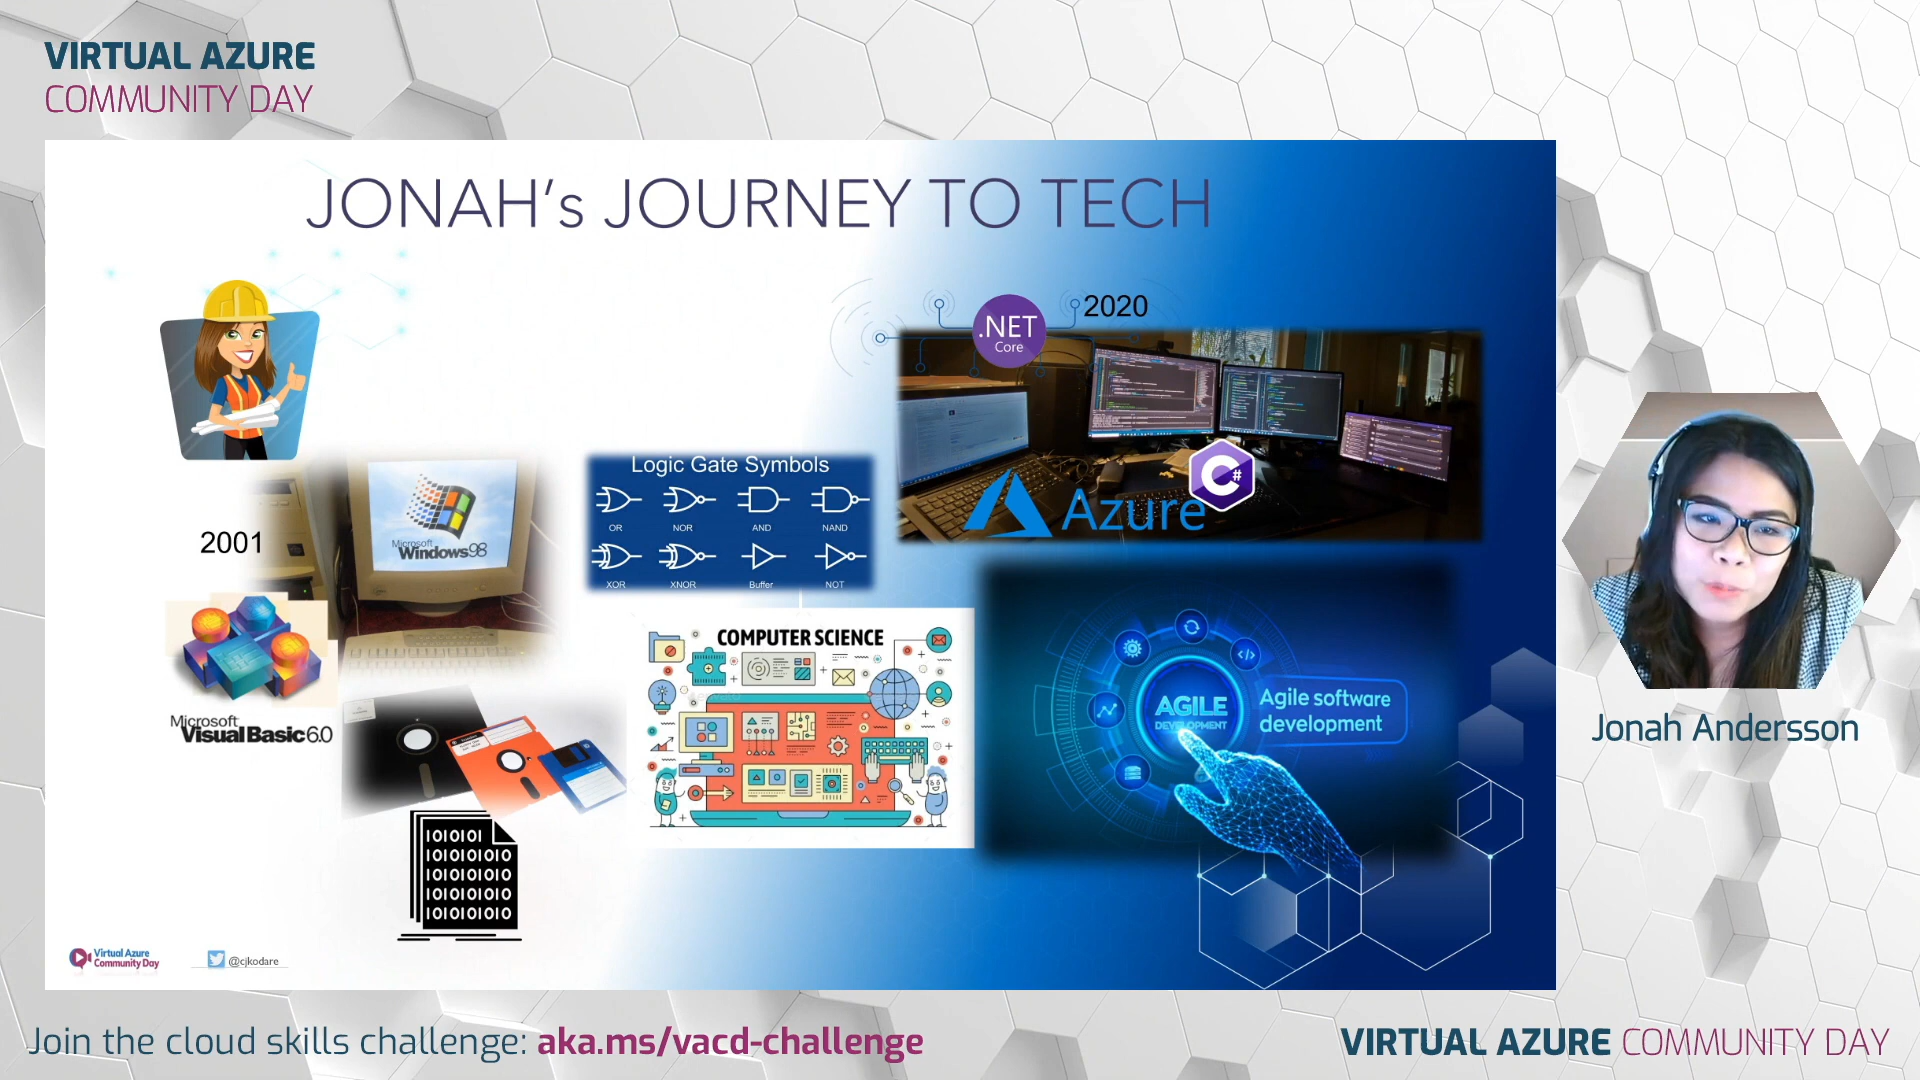 VIRTUAL AZURE
COMMUNITY DAY
JONAH's JOURNEY TO TECH
.NET
Core
2020
Azure
C#
2001
Microsoft
Windows98
Microsoft
Visual Basic 6.0
Logic Gate Symbols
OR NOR AND NAND
XOR XNOR Buffer NOT
COMPUTER SCIENCE
AGILE
DEVELOPMENT
Agile software
development
</>
101010 1
10101010
10101010
10101010
10101010
Virtual Azure
Community Day
@cjkodare
Jonah Andersson
Join the cloud skills challenge: aka.ms/vacd-challenge
VIRTUAL AZURE COMMUNITY DAY